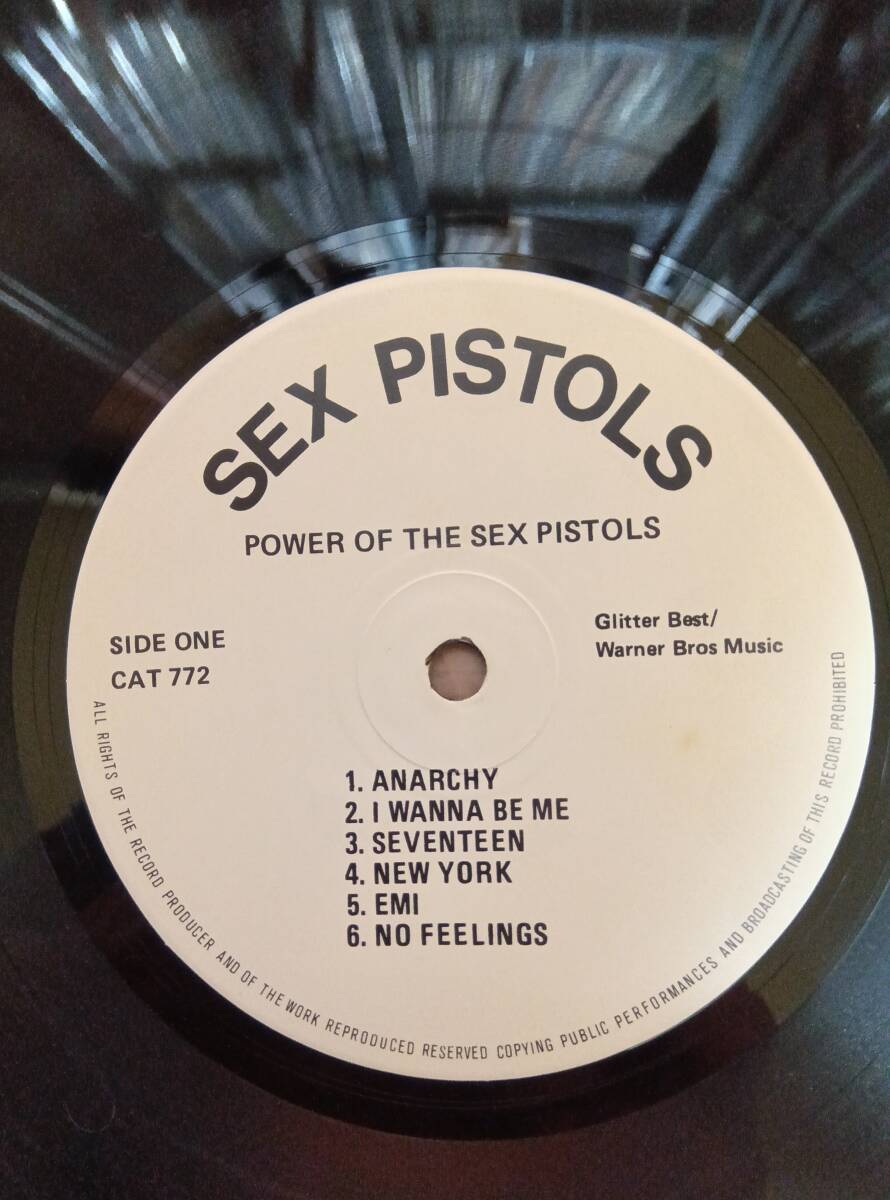 SEX PISTOLS
POWER OF THE SEX PISTOLS
SIDE ONE
CAT 772
Glitter Best/
Warner Bros Music
1. ANARCHY
2. I WANNA BE ME
3. SEVENTEEN
4. NEW YORK
5. EMI
6. NO FEELINGS
ALL RIGHTS OF THE RECORD PRODUCER AND OF THE WORK REPRODUCED RESERVED COPYING PUBLIC PERFORMANCES AND BROADCASTING OF THIS RECORD PROHIBITED